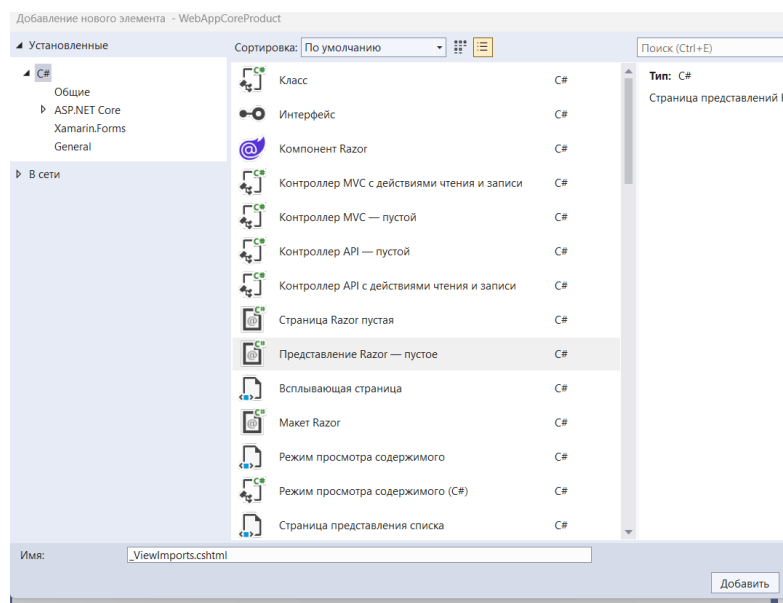 Добавление нового элемента - WebAppCoreProduct
Установленные
Сортировка: По умолчанию
Поиск (Ctrl+E)
C#
Общие
ASP.NET Core
Xamarin.Forms
General
В сети
Класс C#
Интерфейс C#
Компонент Razor C#
Контроллер MVC с действиями чтения и записи C#
Контроллер MVC — пустой C#
Контроллер API — пустой C#
Контроллер API с действиями чтения и записи C#
Страница Razor пустая C#
Представление Razor — пустое C#
Всплывающая страница C#
Макет Razor C#
Режим просмотра содержимого C#
Режим просмотра содержимого (C#) C#
Страница представления списка C#
Тип: C#
Страница представлений
Имя: _ViewImports.cshtml
Добавить